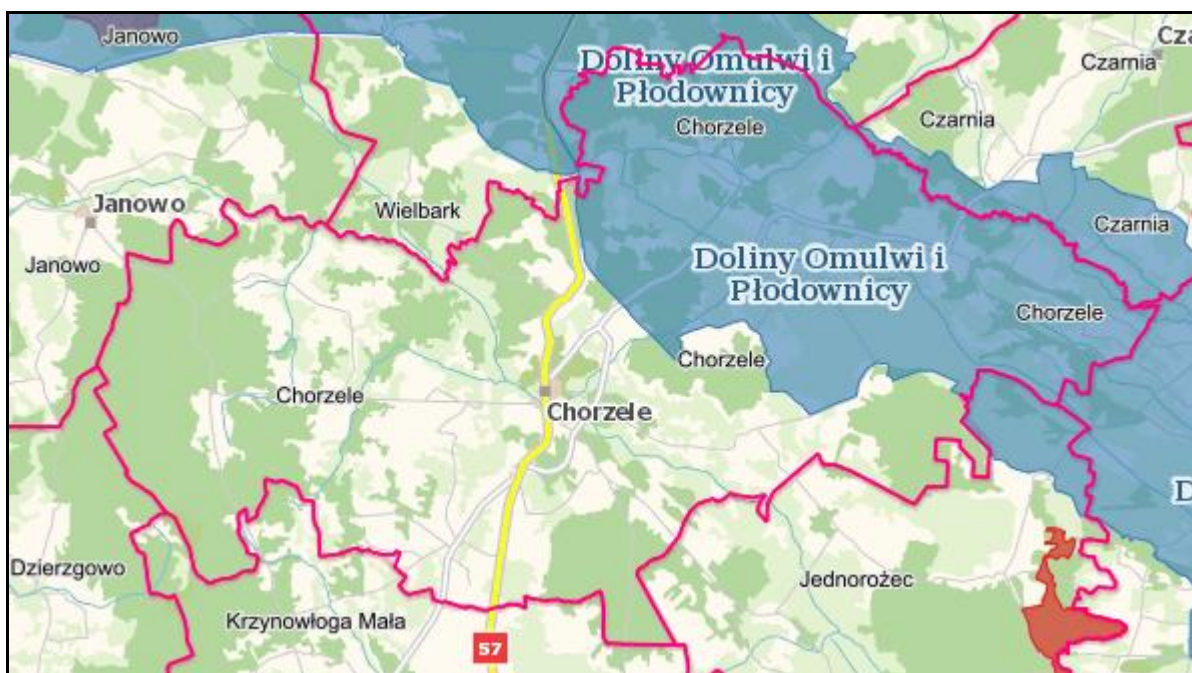 Janowo
Doliny Omulwi i
Płodownicy
Chorzele
Czarnia
Czarnia
Janowo
Wielbark
Janowo
Czarnia
Doliny Omulwi i
Płodownicy
Chorzele
Chorzele
Chorzele
Chorzele
D
Dzierzgowo
Jednorożec
Krzynowłoga Mała
57